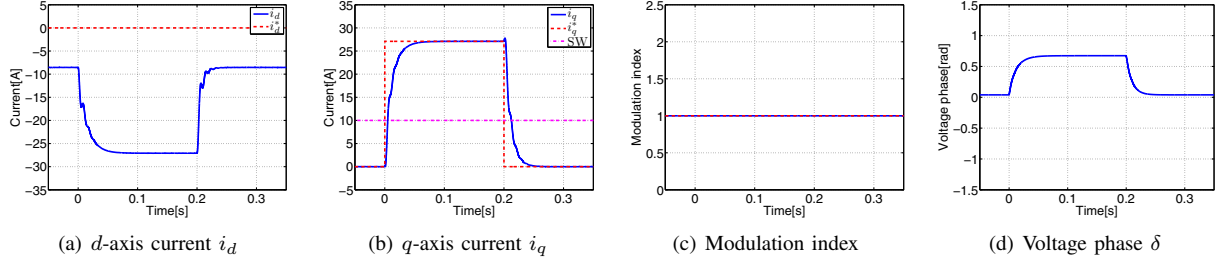 5
0
−5
−10
−15
−20
−25
−30
−35
0
0.1
0.2
0.3
Time[s]
Current[A]
i_d
i_d^*
(a) d-axis current i_d
35
30
25
20
15
10
5
0
−5
0
0.1
0.2
0.3
Time[s]
Current[A]
i_q
i_q^*
SW
(b) q-axis current i_q
2.5
2
1.5
1
0.5
0
0
0.1
0.2
0.3
Time[s]
Modulation index
(c) Modulation index
1.5
1
0.5
0
−0.5
−1
−1.5
0
0.1
0.2
0.3
Time[s]
Voltage phase[rad]
(d) Voltage phase δ